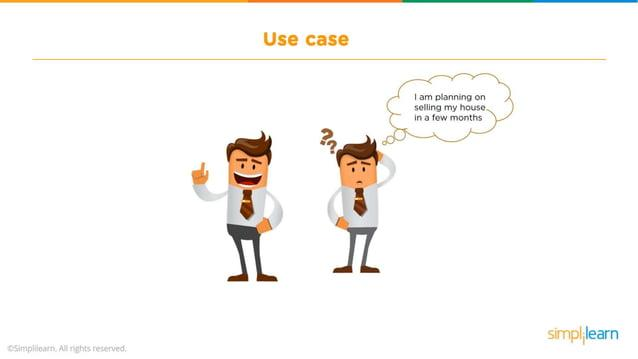 Use case
I am planning on
selling my house
in a few months
??
simplilearn
©Simplilearn. All rights reserved.